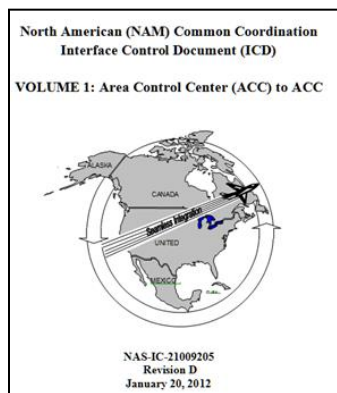 North American (NAM) Common Coordination
Interface Control Document (ICD)
VOLUME 1: Area Control Center (ACC) to ACC
ALASKA
CANADA
Seamless Integration
UNITED
MEXICO
Cuba
NAS-IC-21009205
Revision D
January 20, 2012